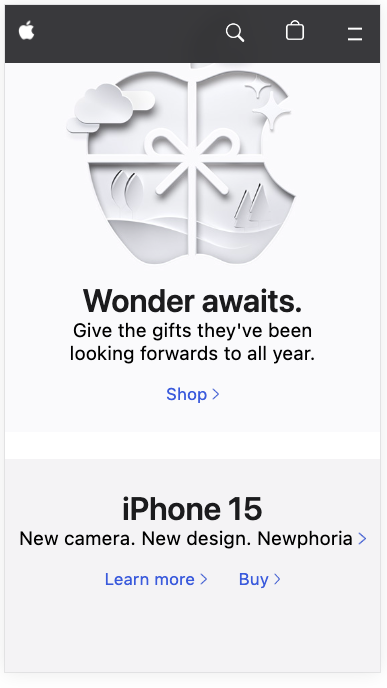 Wonder awaits.
Give the gifts they've been
looking forwards to all year.
Shop >
iPhone 15
New camera. New design. Newphoria >
Learn more > Buy >